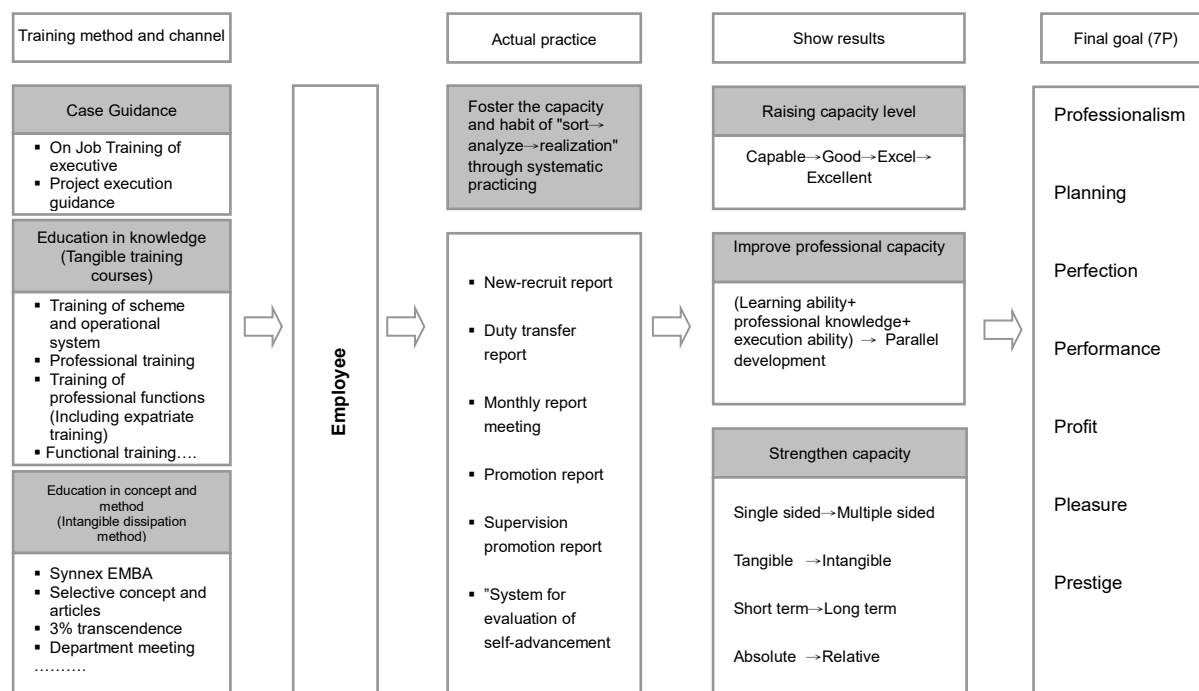 Training method and channel
Actual practice
Show results
Final goal (7P)
Case Guidance
▪ On Job Training of
executive
▪ Project execution
guidance
Education in knowledge
(Tangible training
courses)
▪ Training of scheme
and operational
system
▪ Professional training
▪ Training of
professional functions
(Including expatriate
training)
▪ Functional training….
Education in concept and
method
(Intangible dissipation
method)
▪ Synnex EMBA
▪ Selective concept and
articles
▪ 3% transcendence
▪ Department meeting
……….
Employee
Foster the capacity
and habit of "sort→
analyze→realization"
through systematic
practicing
▪ New-recruit report
▪ Duty transfer
report
▪ Monthly report
meeting
▪ Promotion report
▪ Supervision
promotion report
▪ ”System for
evaluation of
self-advancement
Raising capacity level
Capable→Good→Excel→
Excellent
Improve professional capacity
(Learning ability+
professional knowledge+
execution ability) → Parallel
development
Strengthen capacity
Single sided→Multiple sided
Tangible →Intangible
Short term→Long term
Absolute →Relative
Professionalism
Planning
Perfection
Performance
Profit
Pleasure
Prestige